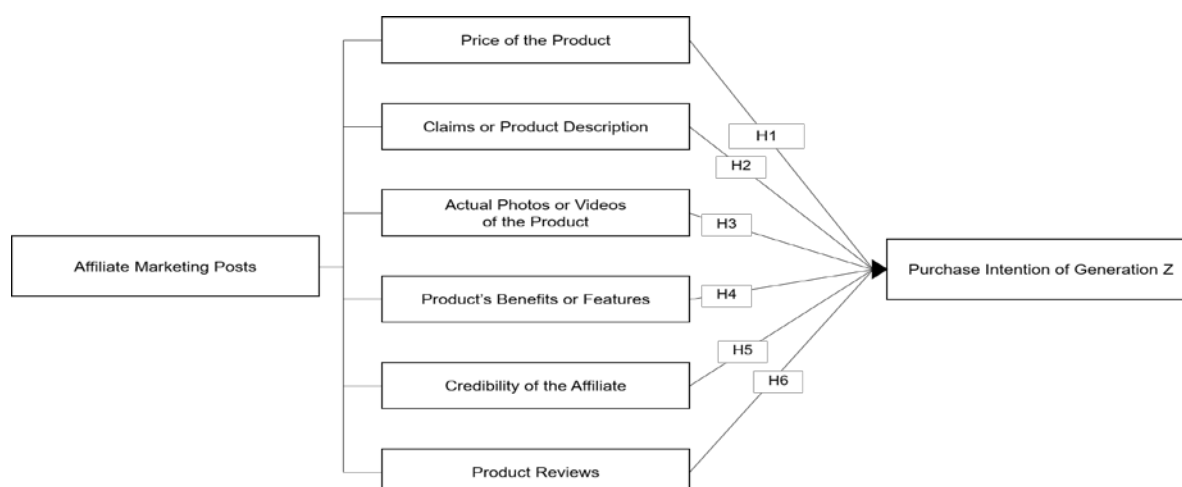 Price of the Product
H1
Claims or Product Description
H2
Actual Photos or Videos
of the Product
H3
Affiliate Marketing Posts
Purchase Intention of Generation Z
Product's Benefits or Features
H4
H5
Credibility of the Affiliate
H6
Product Reviews